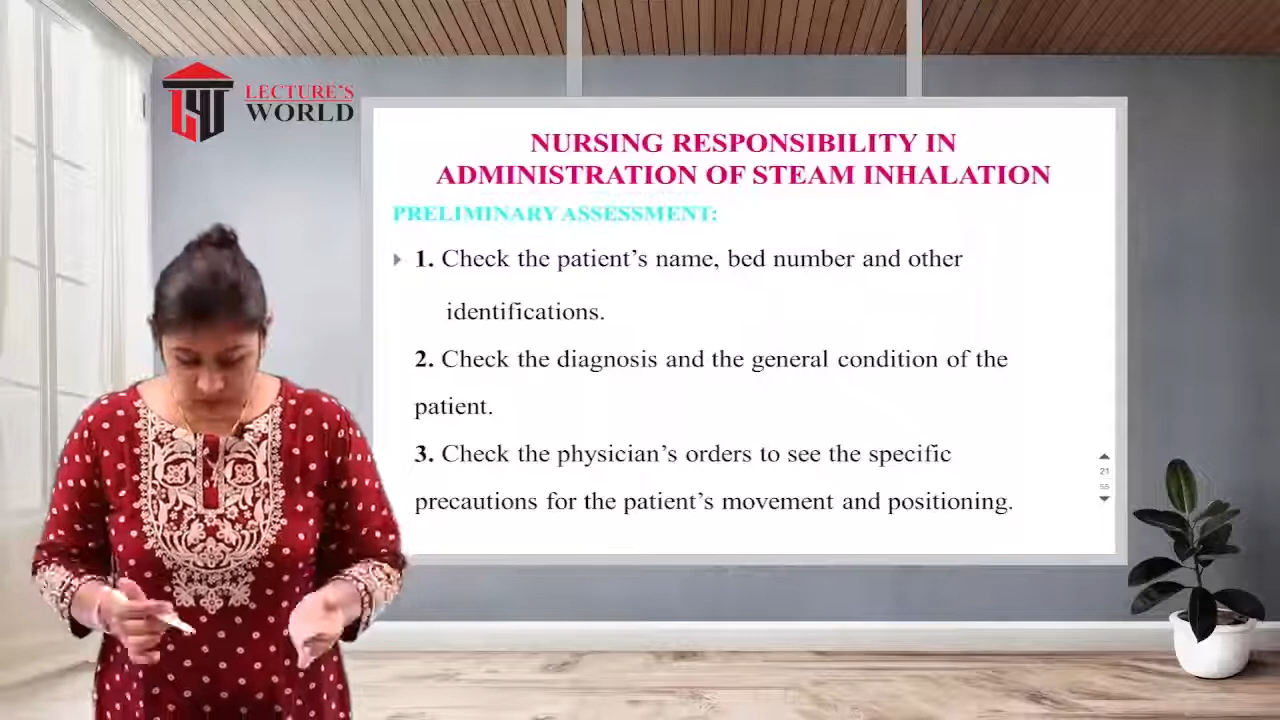 LECTURE'S
WORLD
NURSING RESPONSIBILITY IN
ADMINISTRATION OF STEAM INHALATION
PRELIMINARY ASSESSMENT:
1. Check the patient’s name, bed number and other
identifications.
2. Check the diagnosis and the general condition of the
patient.
3. Check the physician’s orders to see the specific
precautions for the patient’s movement and positioning.
21
55